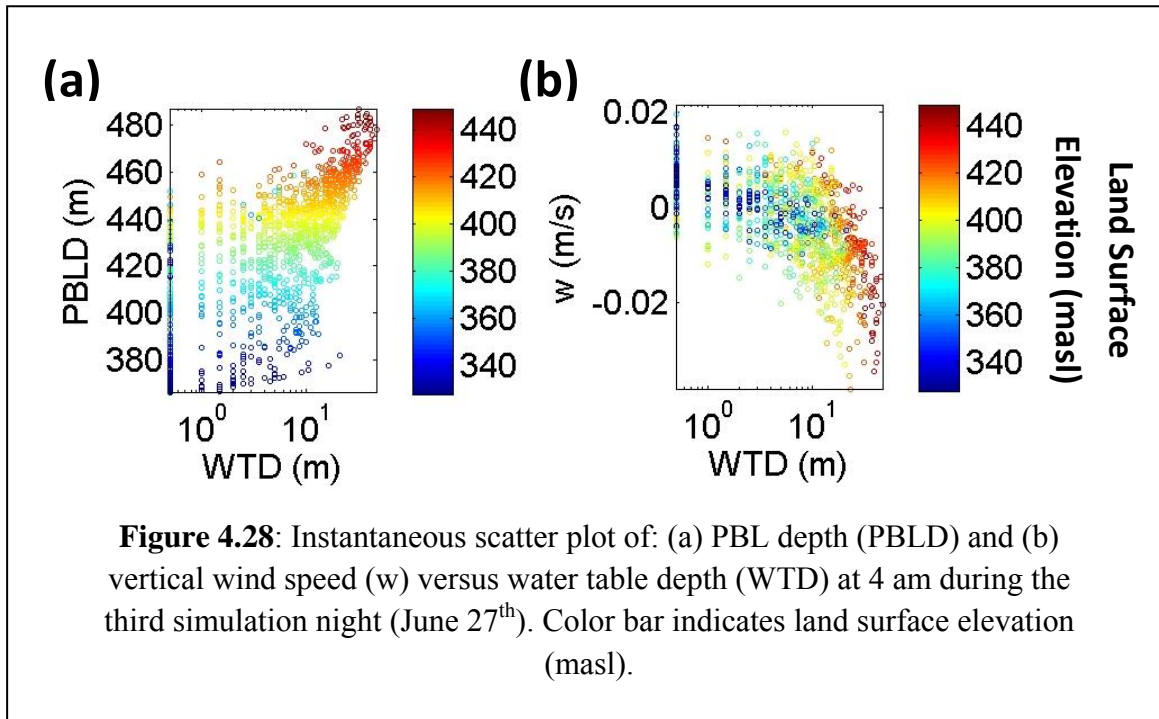 (a)
480
460
440
420
400
380
PBLD (m)
10^0
10^1
WTD (m)
440
420
400
380
360
340
(b)
0.02
0
-0.02
w (m/s)
10^0
10^1
WTD (m)
440
420
400
380
360
340
Land Surface
Elevation (masl)
Figure 4.28: Instantaneous scatter plot of: (a) PBL depth (PBLD) and (b)
vertical wind speed (w) versus water table depth (WTD) at 4 am during the
third simulation night (June 27th). Color bar indicates land surface elevation
(masl).